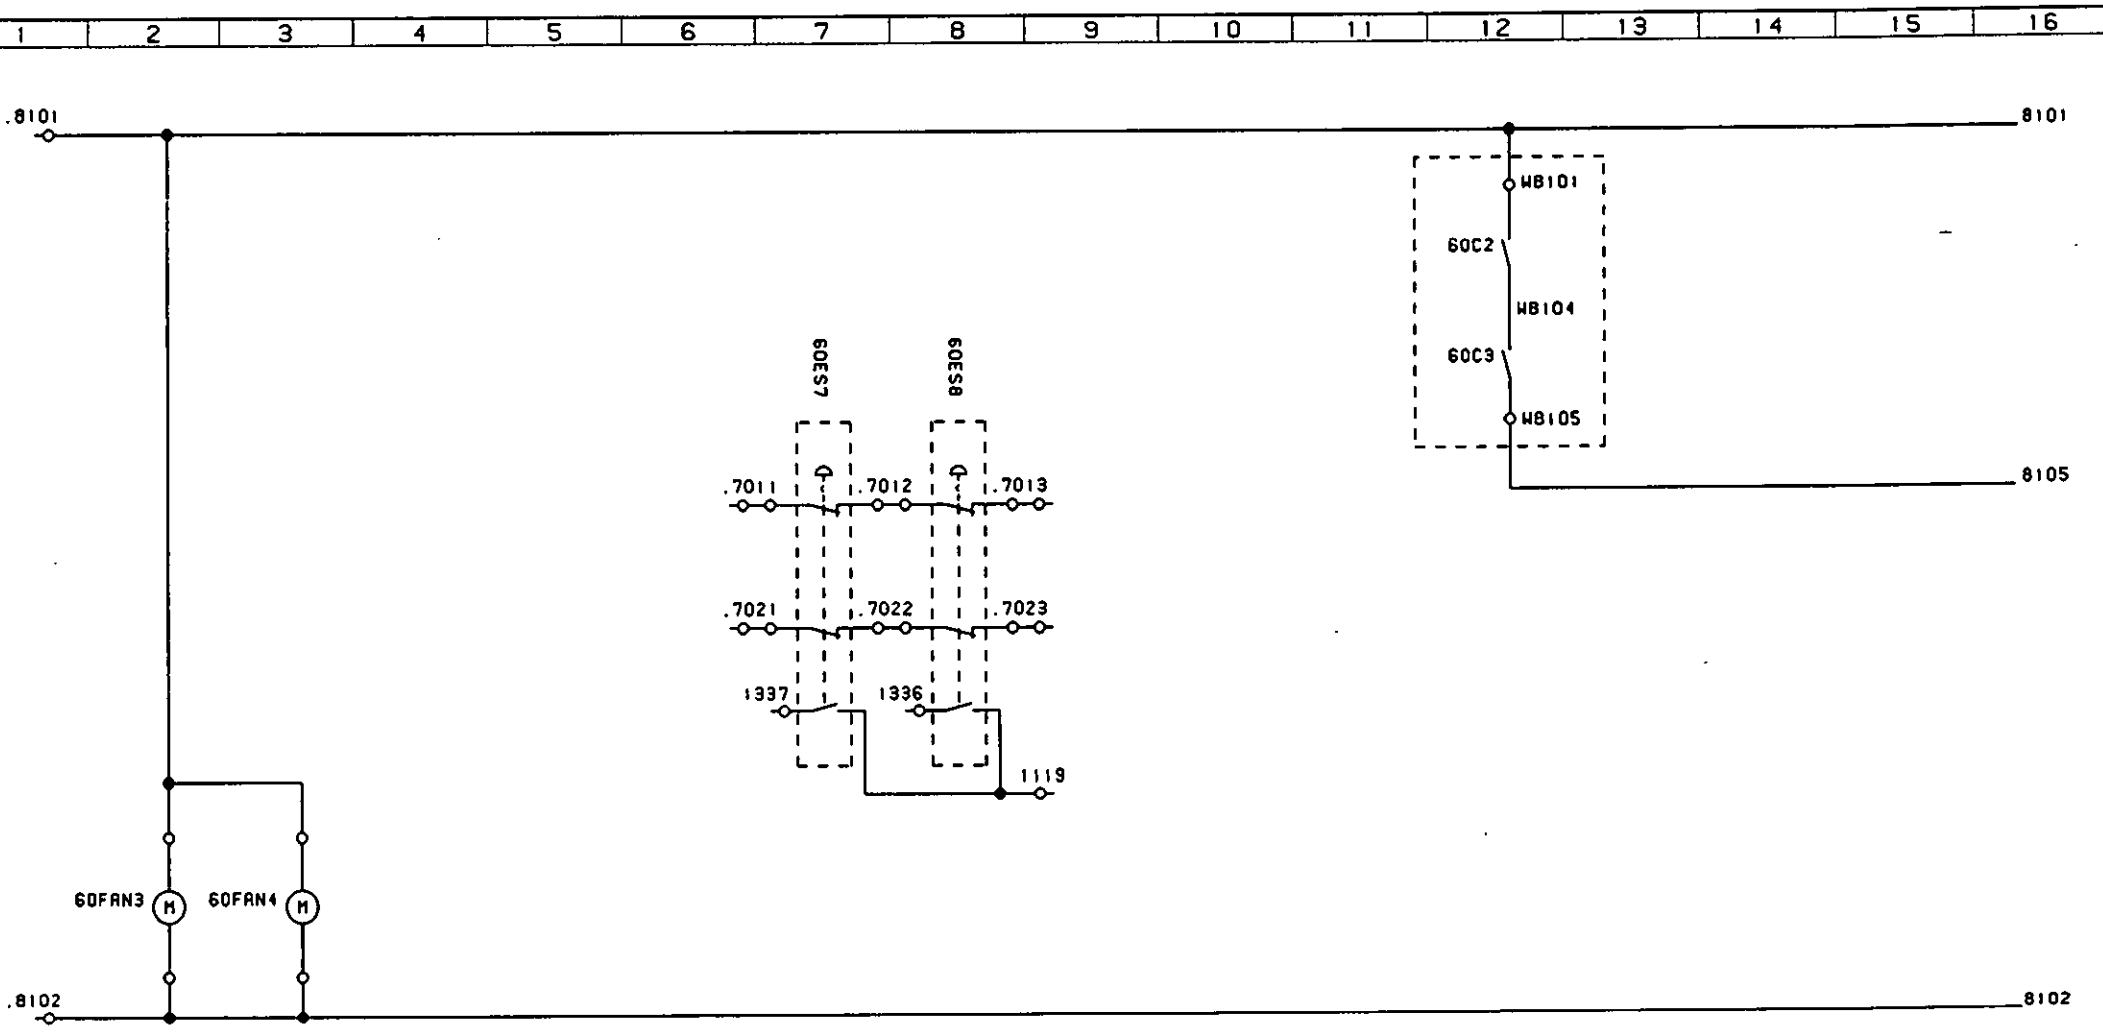 1 2 3 4 5 6 7 8 9 10 11 12 13 14 15 16
.8101 8101
WB101
60C2
WB104
60C3
WB105
60ES7 60ES8
8105
.7011 .7012 .7013
.7021 .7022 .7023
1337 1336
1119
60FAN3 M 60FAN4 M
.8102 8102